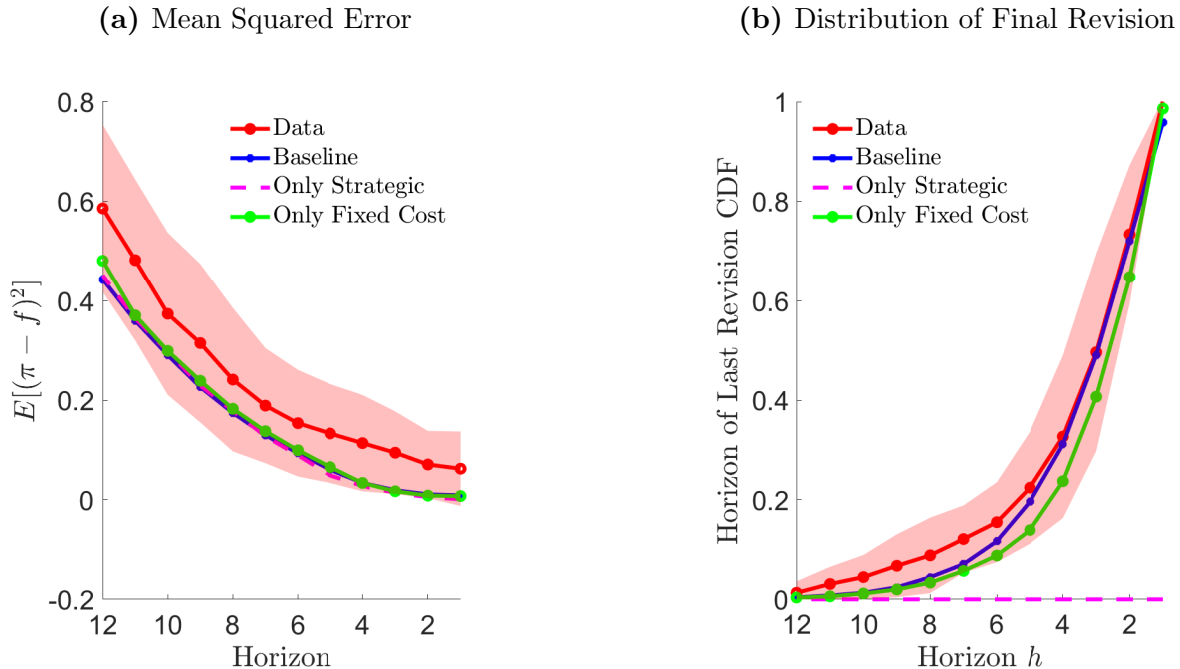 (a) Mean Squared Error
0.8
0.6
0.4
0.2
0
-0.2
E[(π − f)²]
12
10
8
6
4
2
Horizon
Data
Baseline
Only Strategic
Only Fixed Cost
(b) Distribution of Final Revision
1
0.8
0.6
0.4
0.2
0
Horizon of Last Revision CDF
12
10
8
6
4
2
Horizon h
Data
Baseline
Only Strategic
Only Fixed Cost